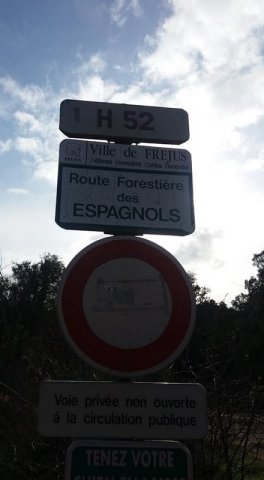 H 52
Ville de FREJUS
Défense Forestière Contre l'Incendie
Route Forestière
des
ESPAGNOLS
Voie privée non ouverte
à la circulation publique
TENEZ VOTRE